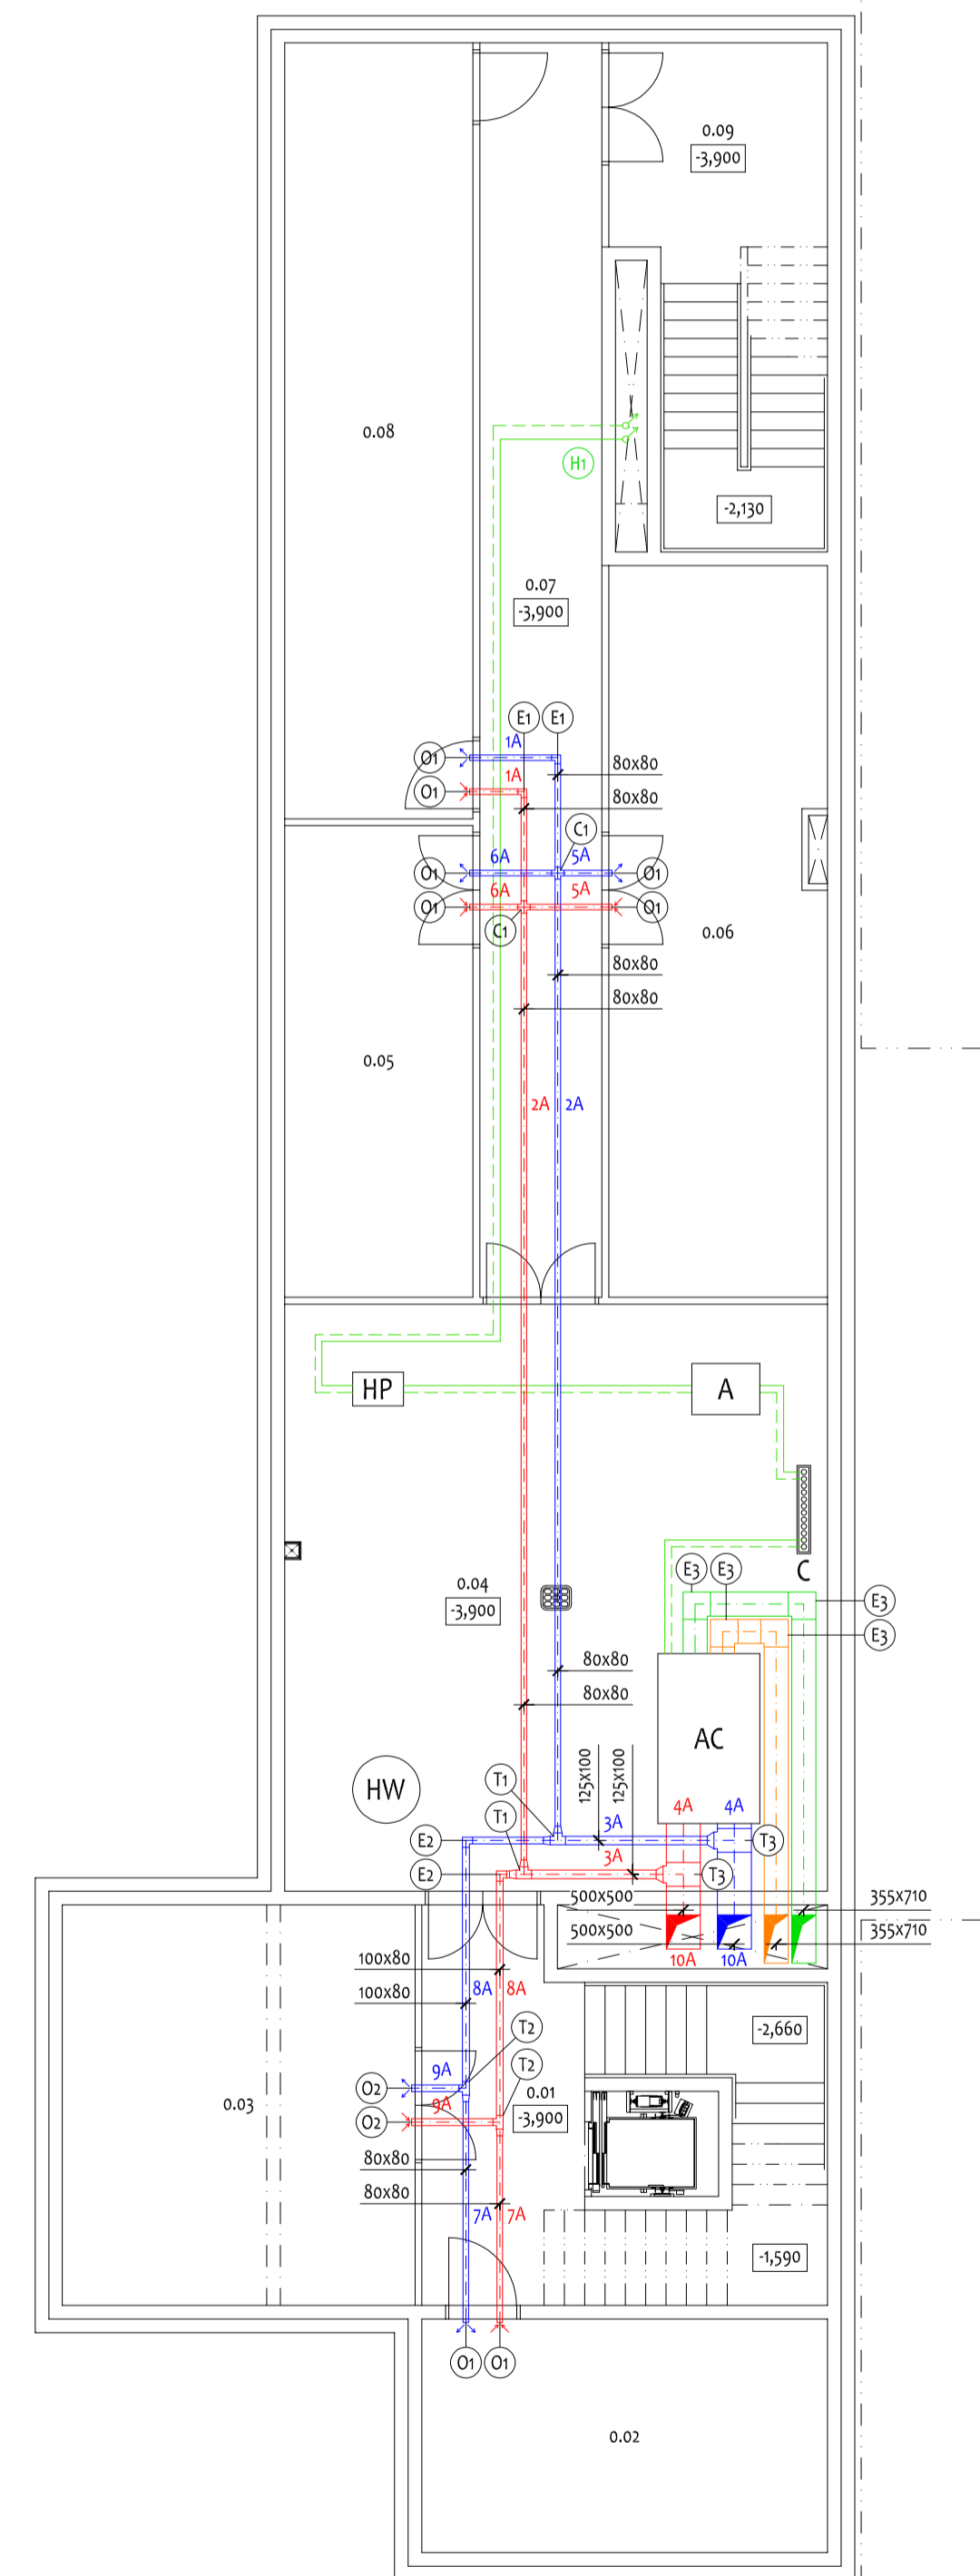 0.09
-3,900
0.08
H1
-2,130
0.07
-3,900
E1 E1
1A
O1
80x80
1A
O1
80x80
C1
6A 5A
O1 O1
6A 5A
O1 O1
C1
0.06
80x80
80x80
0.05
2A 2A
HP A
C
E3 E3
0.04
-3,900
E3
E3
80x80
80x80
AC
125x100 125x100
HW
T1
T1
4A 4A
3A
E2 T3
3A
E2 T3
500x500 355x710
500x500 355x710
10A 10A
100x80
8A 8A
100x80
T2
-2,660
T2
9A
O2
0.01
-3,900
0.03
9A
O2
80x80
80x80
7A 7A
-1,590
O1 O1
0.02